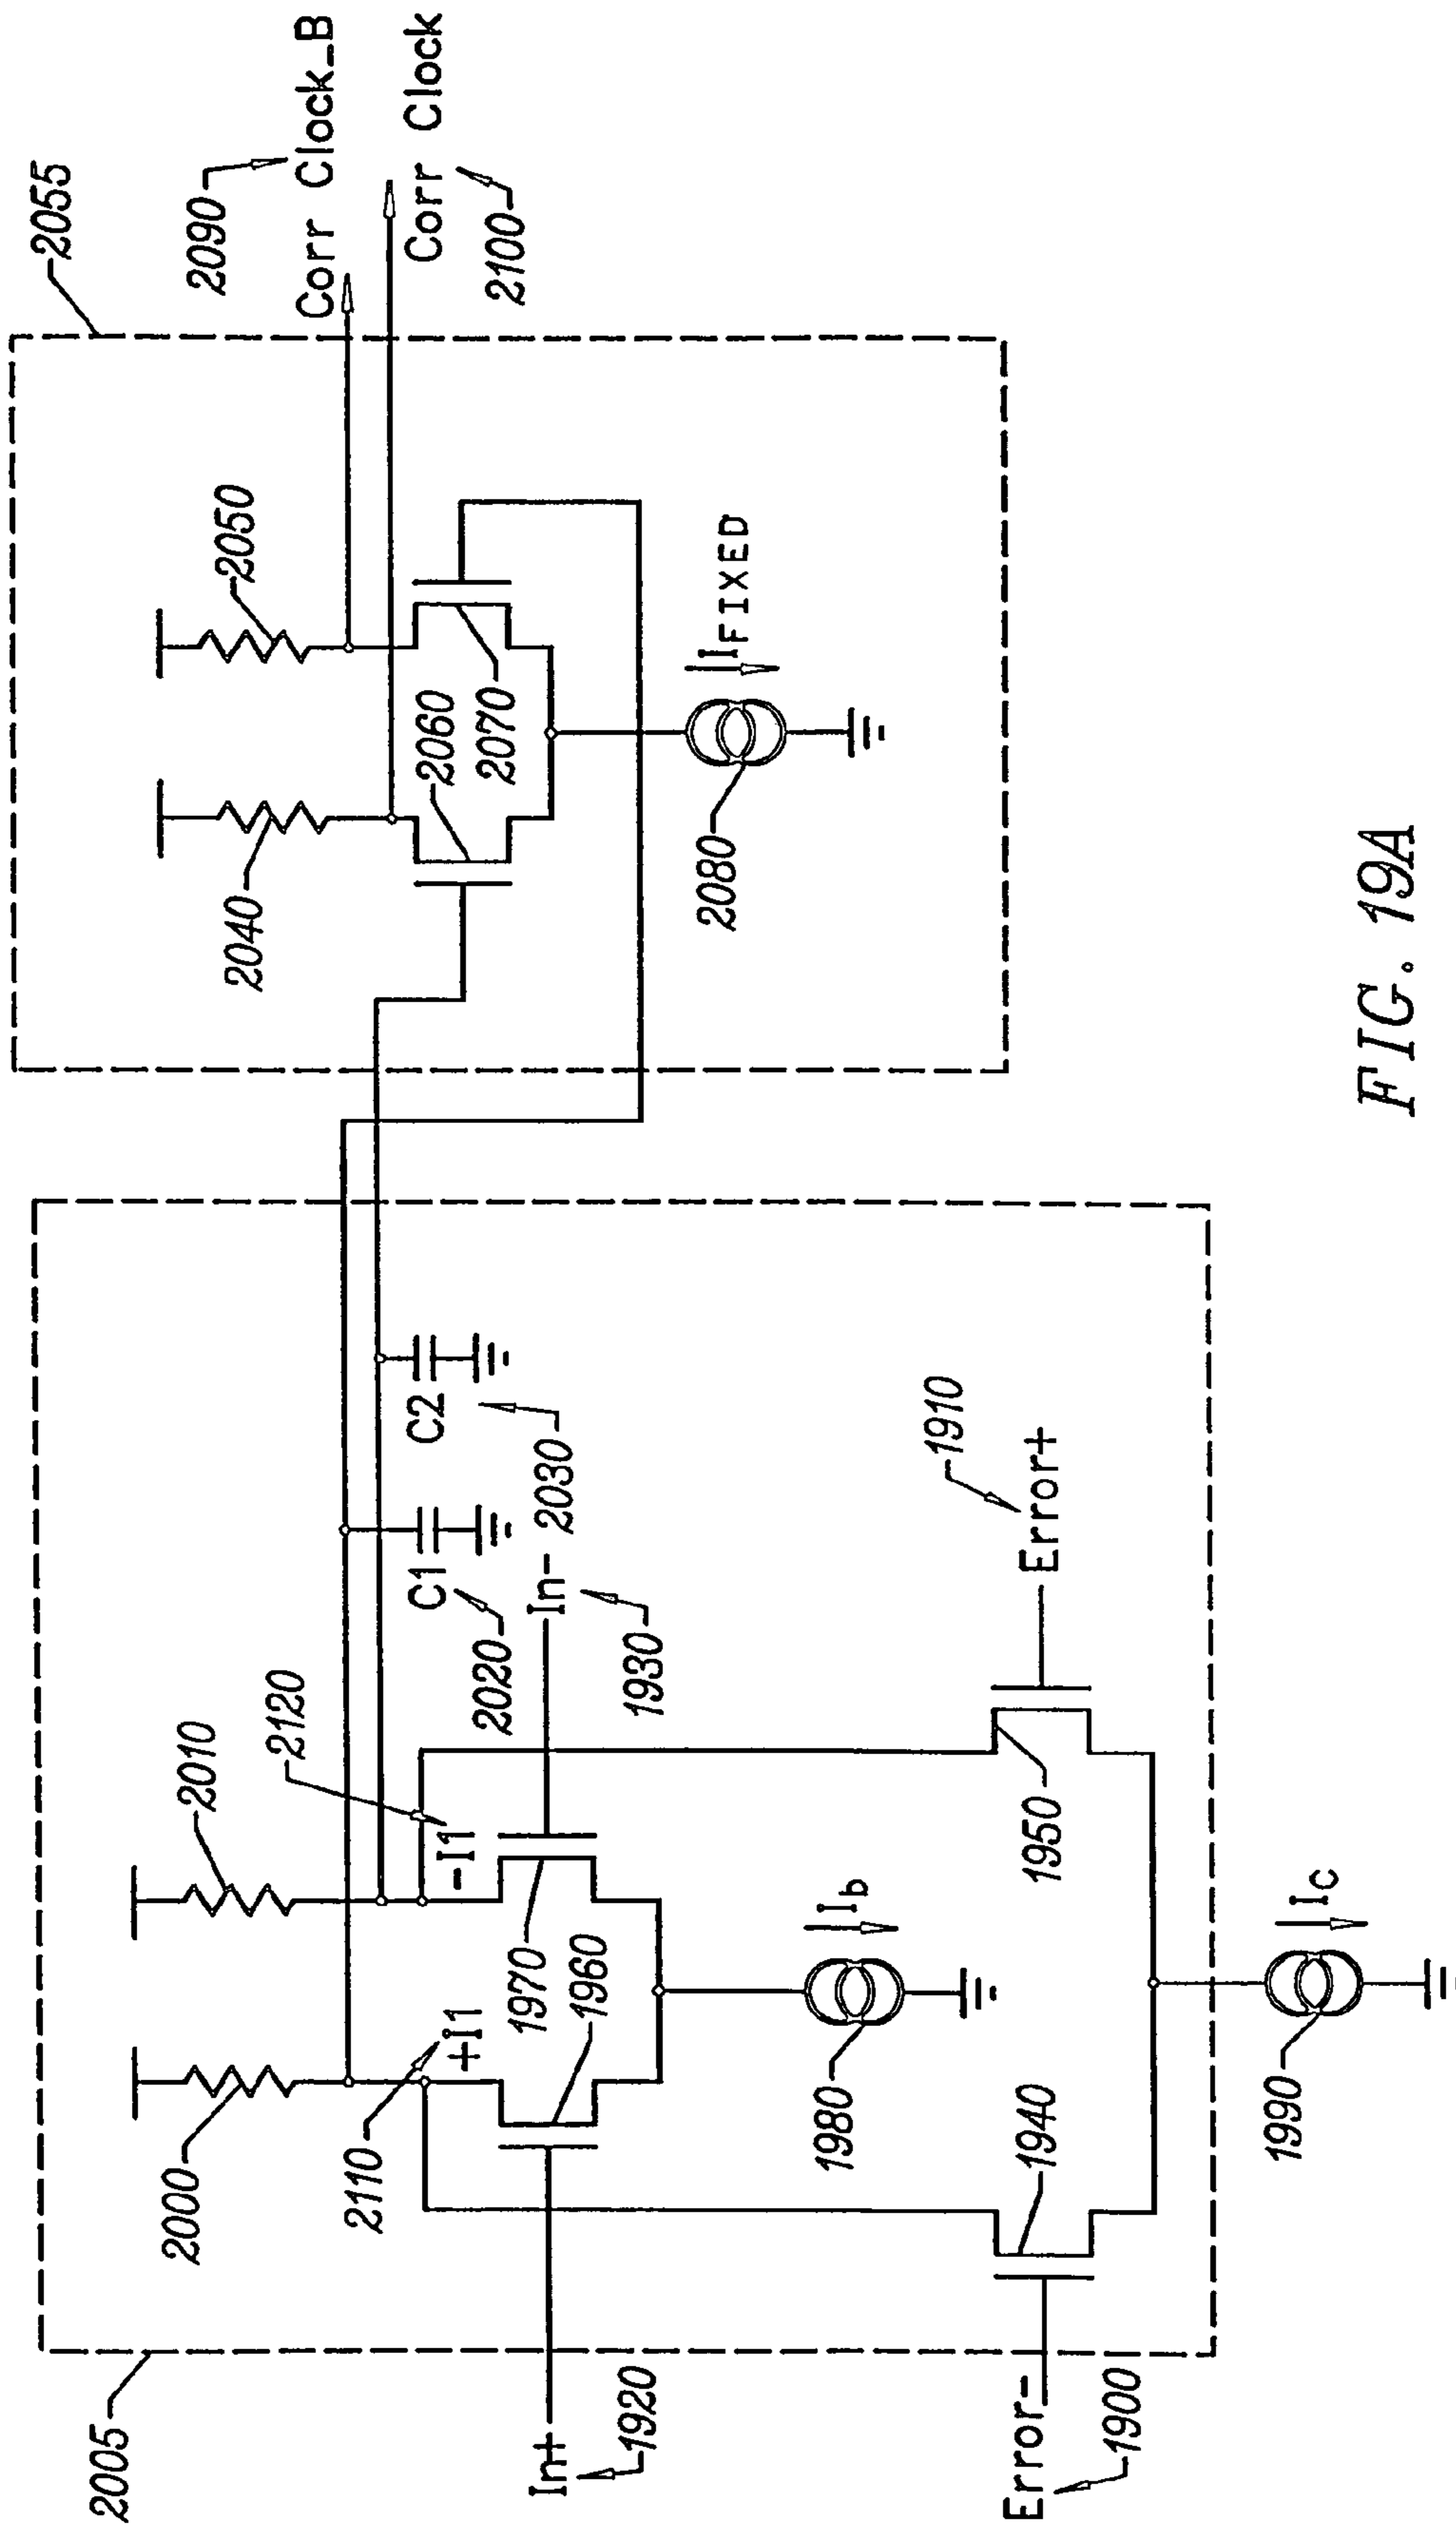 2005
2000
2010
2110
+I1
-I1
2120
1970
1960
In+
1920
In-
1930
C1
2020
C2
2030
1980
Ib
Error-
1900
1940
1950
Error+
1910
1990
IC
2055
2040
2050
2060
2070
2080
IFIXED
2090
Corr Clock_B
Corr Clock
2100
FIG. 19A